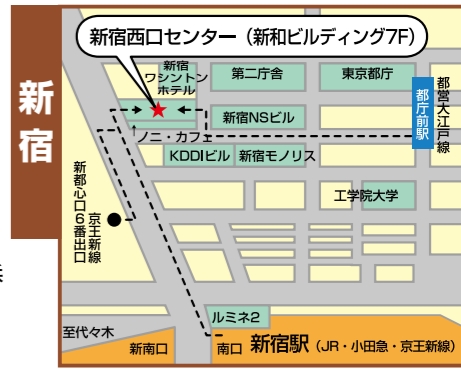 新宿
新宿西口センター（新和ビルディング7F）
新宿
ワシントン
ホテル
第二庁舎
東京都庁
都庁前駅
都営大江戸線
新宿NSビル
ノニ・カフェ
KDDIビル
新宿モノリス
工学院大学
新都心口6番出口
京王新線
ルミネ2
至代々木
新南口
南口
新宿駅（JR・小田急・京王新線）